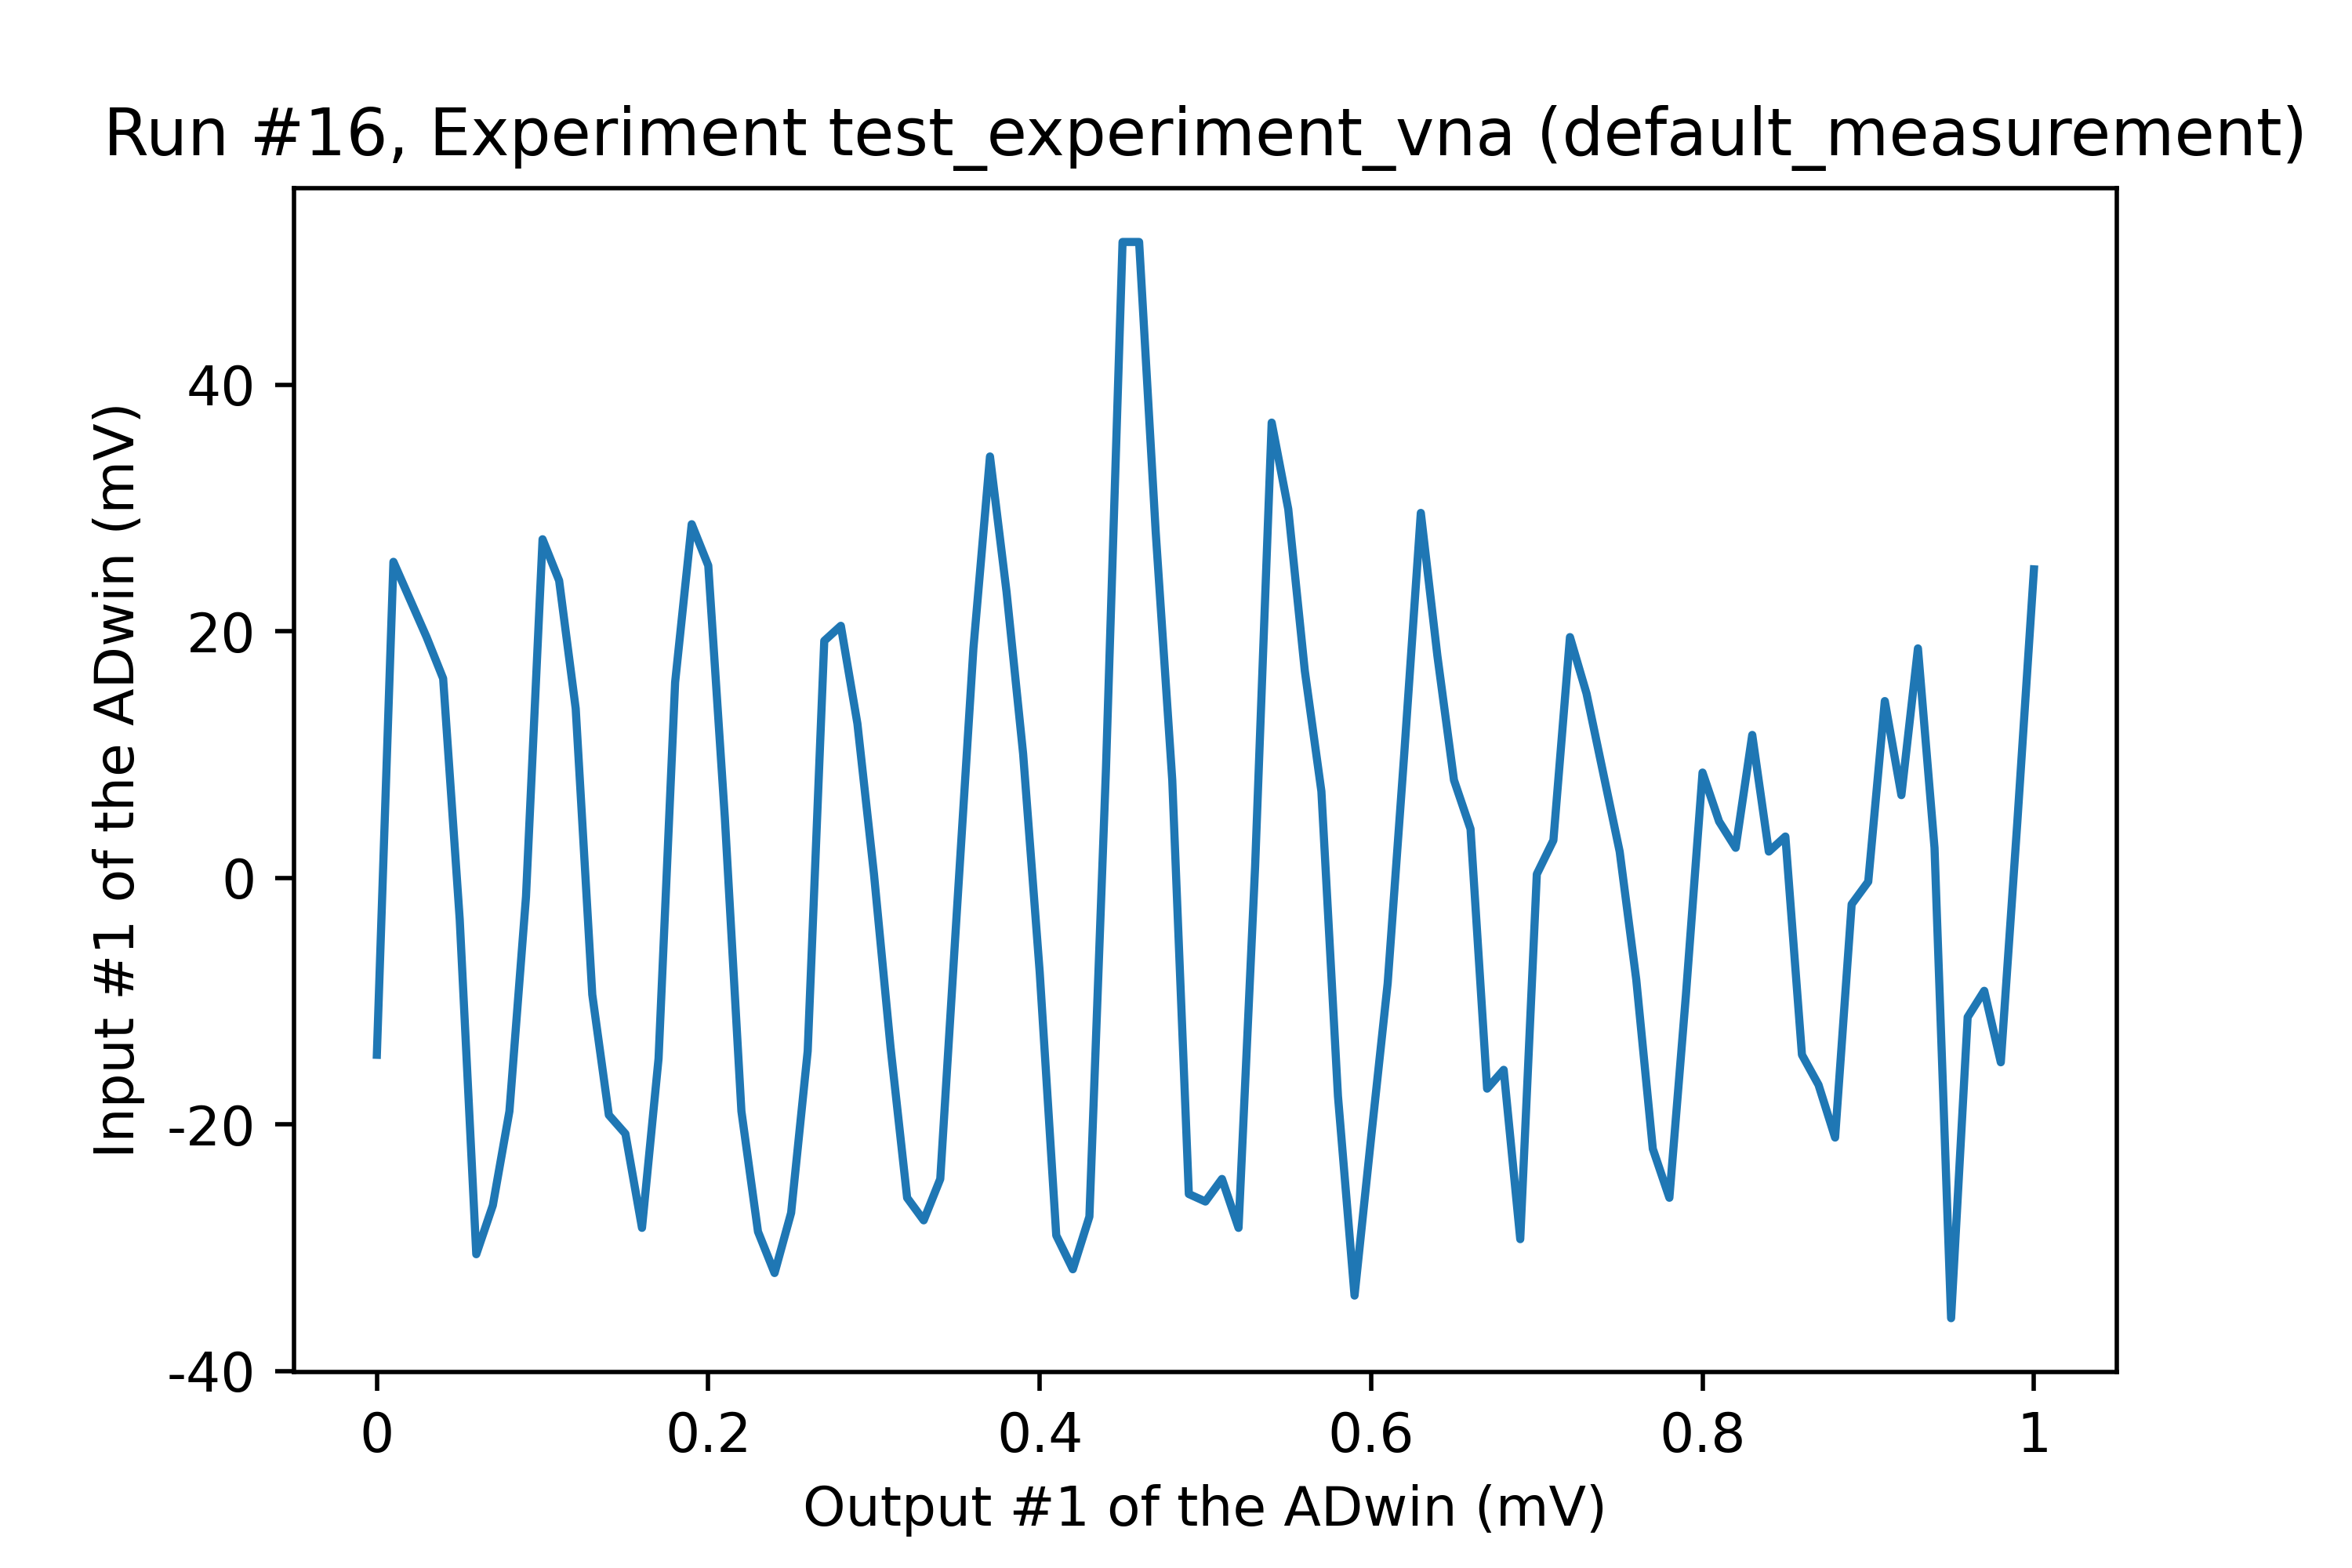 Run #16, Experiment test_experiment_vna (default_measurement)
Input #1 of the ADwin (mV)
40
20
0
-20
-40
0 0.2 0.4 0.6 0.8 1
Output #1 of the ADwin (mV)